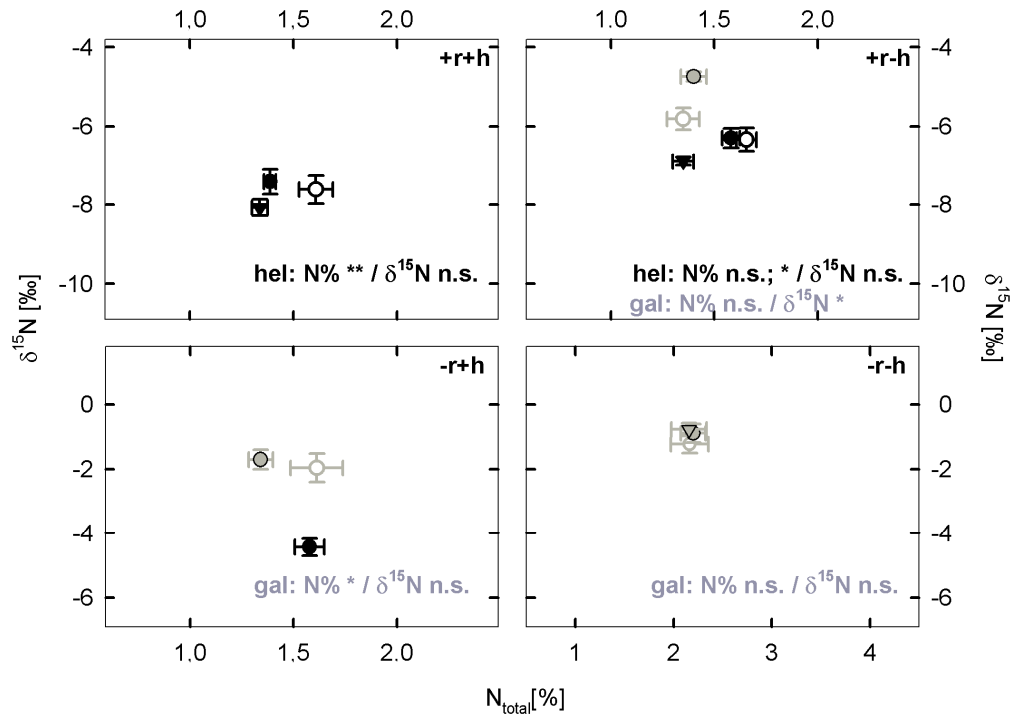 1.0 1.5 2.0 1.0 1.5 2.0
-4 +r+h +r-h -4
-6 -6
-8 -8
hel: N% ** / δ¹⁵N n.s. hel: N% n.s.; * / δ¹⁵N n.s.
-10 -10
gal: N% n.s. / δ¹⁵N *
δ¹⁵N [‰] δ¹⁵N [‰]
-r+h -r-h
0 0
-2 -2
-4 -4
gal: N% * / δ¹⁵N n.s. gal: N% n.s. / δ¹⁵N n.s.
-6 -6
1.0 1.5 2.0 1 2 3 4
Ntotal[%]